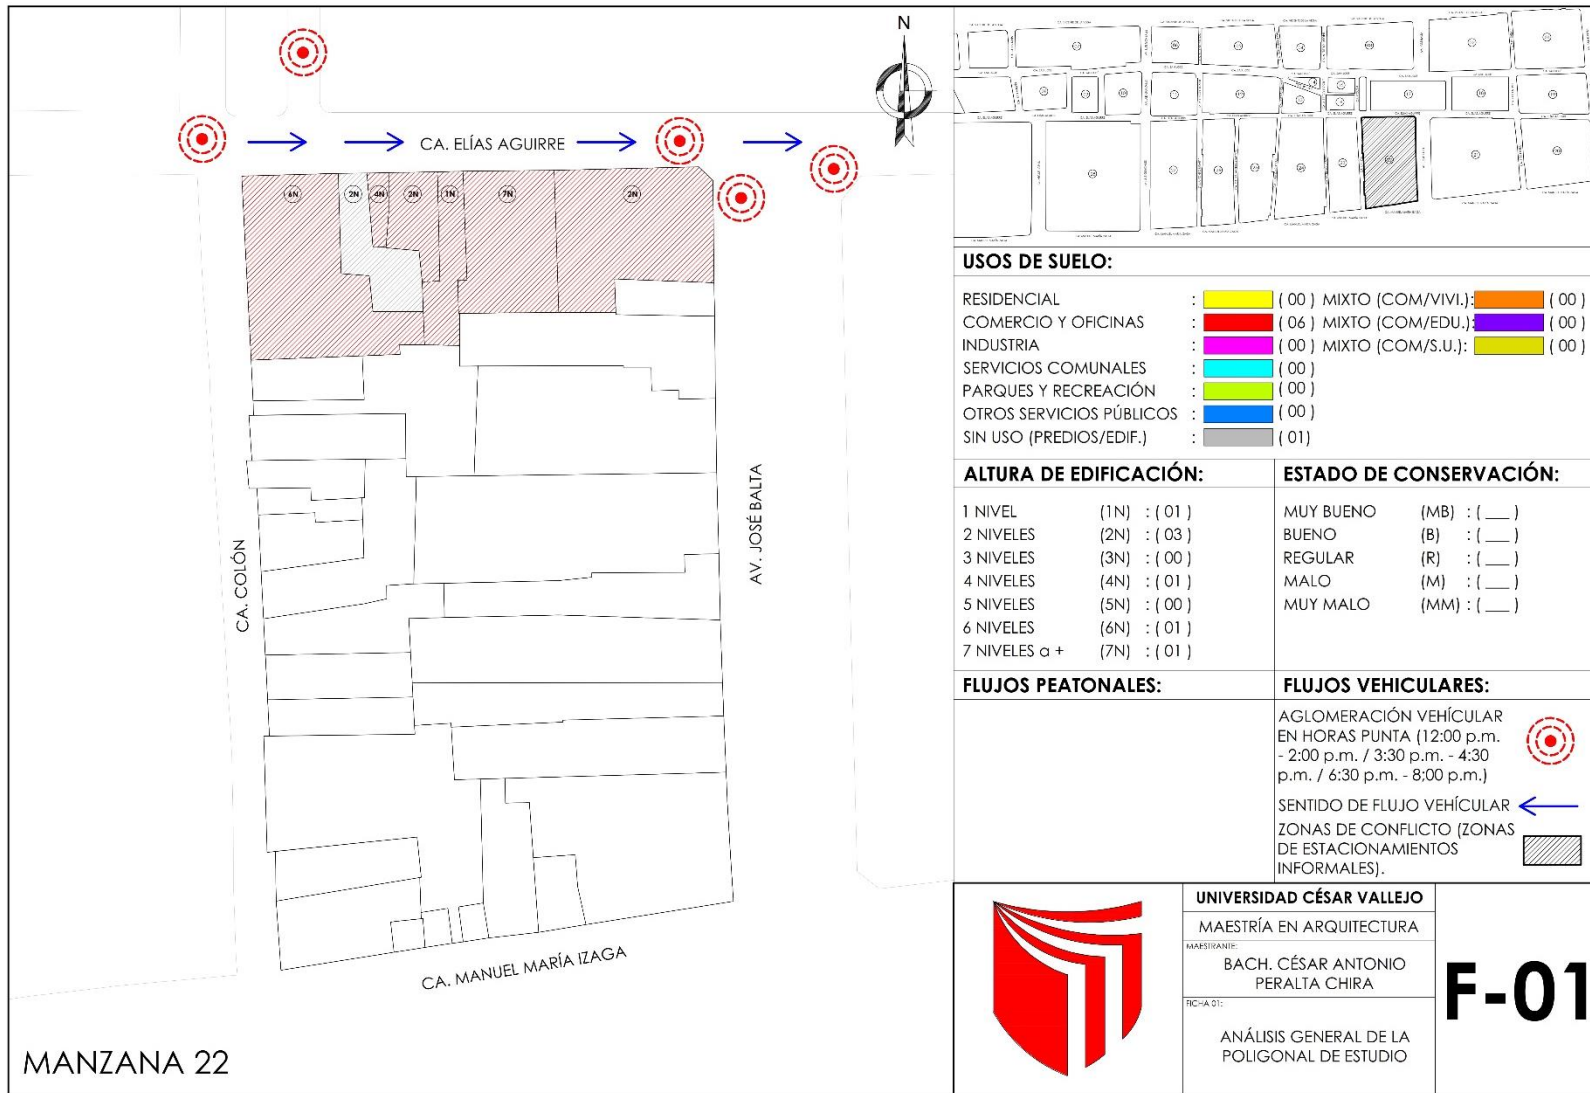 N
CA. ELÍAS AGUIRRE
6N
2N
4N
2N
1N
7N
2N
CA. COLÓN
AV. JOSÉ BALTA
CA. MANUEL MARÍA IZAGA
MANZANA 22
USOS DE SUELO:
RESIDENCIAL : ( 00 ) MIXTO (COM/VIVI.): ( 00 )
COMERCIO Y OFICINAS : ( 06 ) MIXTO (COM/EDU.): ( 00 )
INDUSTRIA : ( 00 ) MIXTO (COM/S.U.): ( 00 )
SERVICIOS COMUNALES : ( 00 )
PARQUES Y RECREACIÓN : ( 00 )
OTROS SERVICIOS PÚBLICOS : ( 00 )
SIN USO (PREDIOS/EDIF.) : ( 01)
ALTURA DE EDIFICACIÓN:
1 NIVEL (1N) : ( 01 )
2 NIVELES (2N) : ( 03 )
3 NIVELES (3N) : ( 00 )
4 NIVELES (4N) : ( 01 )
5 NIVELES (5N) : ( 00 )
6 NIVELES (6N) : ( 01 )
7 NIVELES a + (7N) : ( 01 )
ESTADO DE CONSERVACIÓN:
MUY BUENO (MB) : ( ___ )
BUENO (B) : ( ___ )
REGULAR (R) : ( ___ )
MALO (M) : ( ___ )
MUY MALO (MM) : ( ___ )
FLUJOS PEATONALES:
FLUJOS VEHICULARES:
AGLOMERACIÓN VEHÍCULAR
EN HORAS PUNTA (12:00 p.m.
- 2:00 p.m. / 3:30 p.m. - 4:30
p.m. / 6:30 p.m. - 8:00 p.m.)
SENTIDO DE FLUJO VEHÍCULAR
ZONAS DE CONFLICTO (ZONAS
DE ESTACIONAMIENTOS
INFORMALES).
UNIVERSIDAD CÉSAR VALLEJO
MAESTRÍA EN ARQUITECTURA
MAESTRANTE:
BACH. CÉSAR ANTONIO
PERALTA CHIRA
FICHA 01:
ANÁLISIS GENERAL DE LA
POLIGONAL DE ESTUDIO
F-01